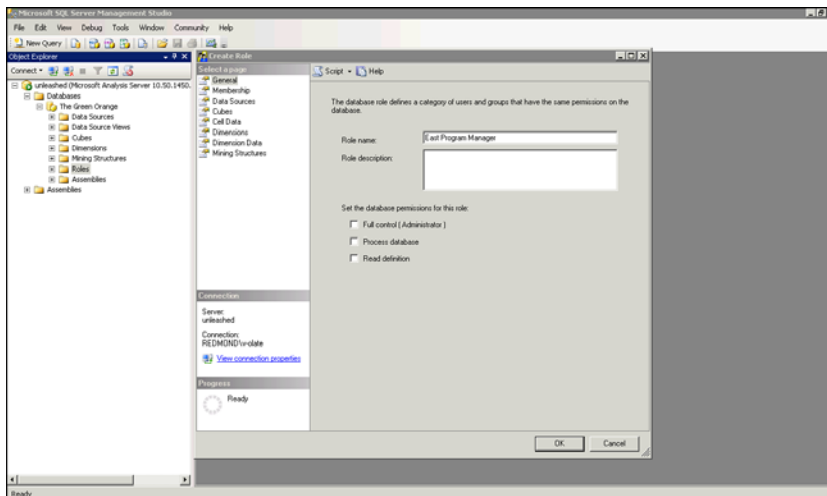 Microsoft SQL Server Management Studio
File Edit View Debug Tools Window Community Help
New Query
Object Explorer
Connect
unleashed (Microsoft Analysis Server 10.50.1450.
Databases
The Green Orange
Data Sources
Data Source Views
Cubes
Dimensions
Mining Structures
Roles
Assemblies
Assemblies
Create Role
Select a page
General
Membership
Data Sources
Cubes
Cell Data
Dimensions
Dimension Data
Mining Structures
Connection
Server:
unleashed
Connection:
REDMOND\v-olate
View connection properties
Progress
Ready
Script Help
The database role defines a category of users and groups that have the same permissions on the
database.
Role name: East Program Manager
Role description:
Set the database permissions for this role:
Full control (Administrator)
Process database
Read definition
OK Cancel
Ready